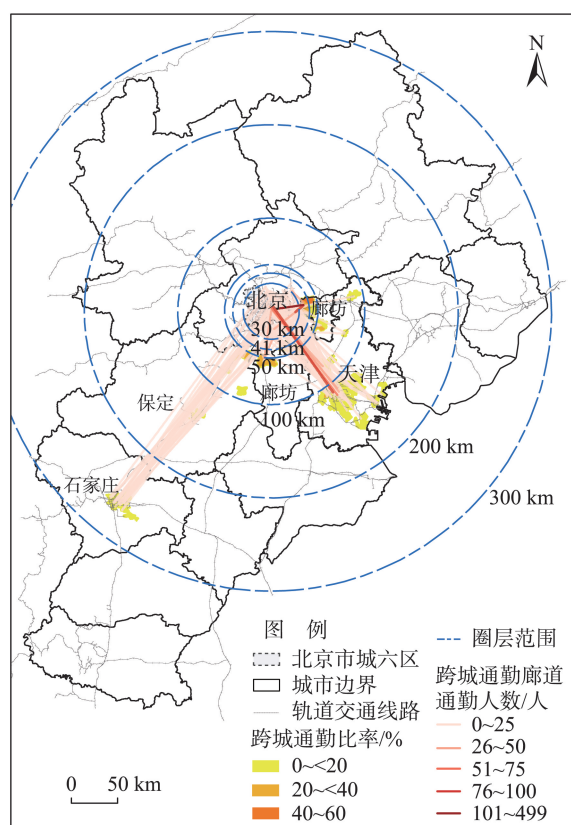 N
北京
廊坊
30 km
41 km
50 km
天津
保定
廊坊
100 km
200 km
石家庄
300 km
图 例
北京市城六区
城市边界
轨道交通线路
跨城通勤比率/%
0~<20
20~<40
40~60
0 50 km
圈层范围
跨城通勤廊道
通勤人数/人
0~25
26~50
51~75
76~100
101~499